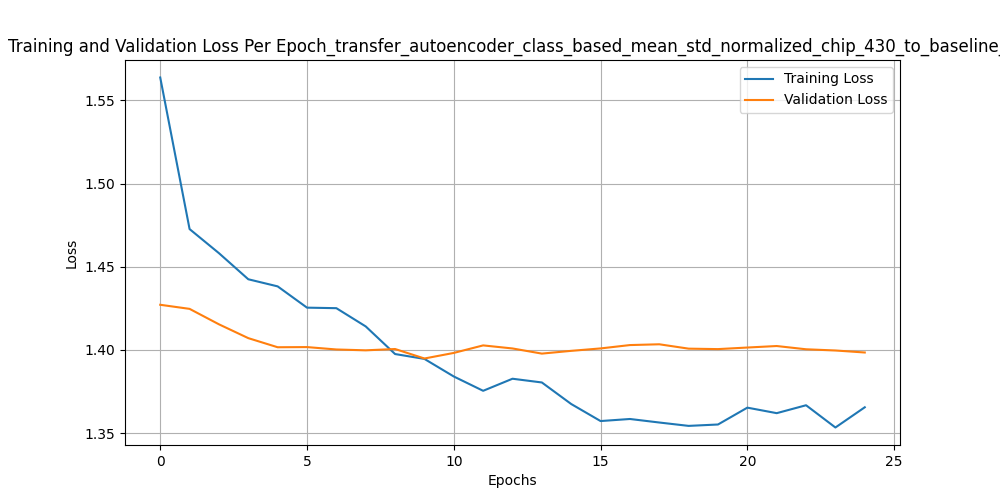 Training and Validation Loss Per Epoch_transfer_autoencoder_class_based_mean_std_normalized_chip_430_to_baseline_
Training Loss
Validation Loss
1.55
1.50
1.45
1.40
1.35
Loss
0 5 10 15 20 25
Epochs